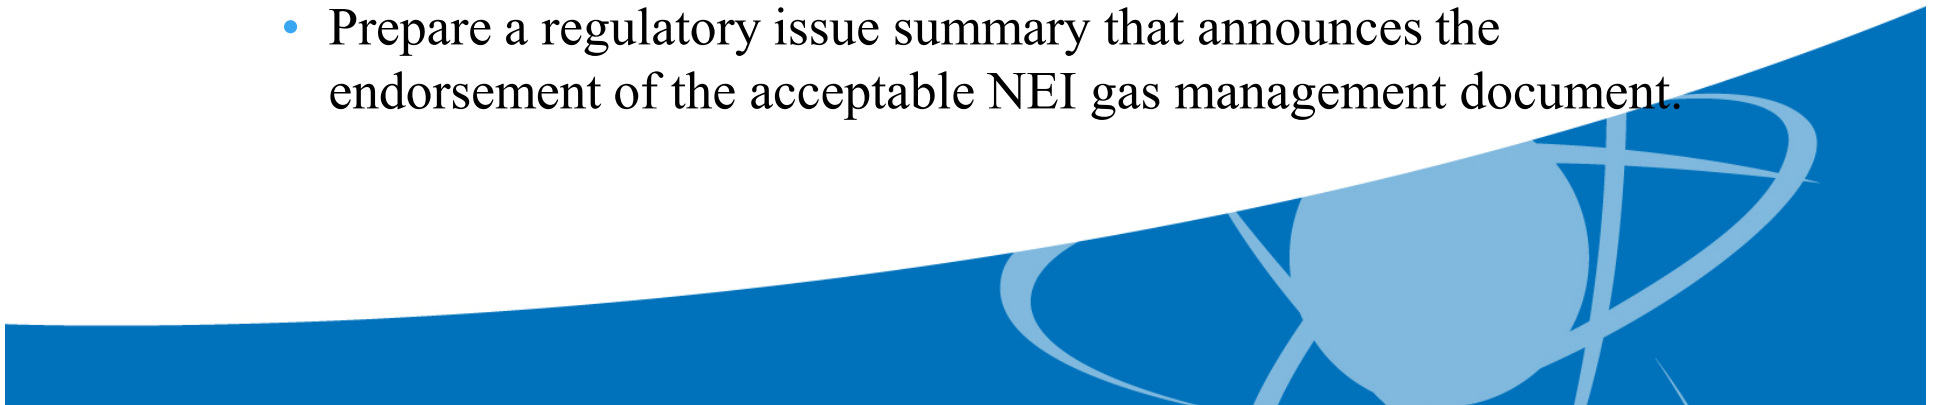 • Prepare a regulatory issue summary that announces the
endorsement of the acceptable NEI gas management document.